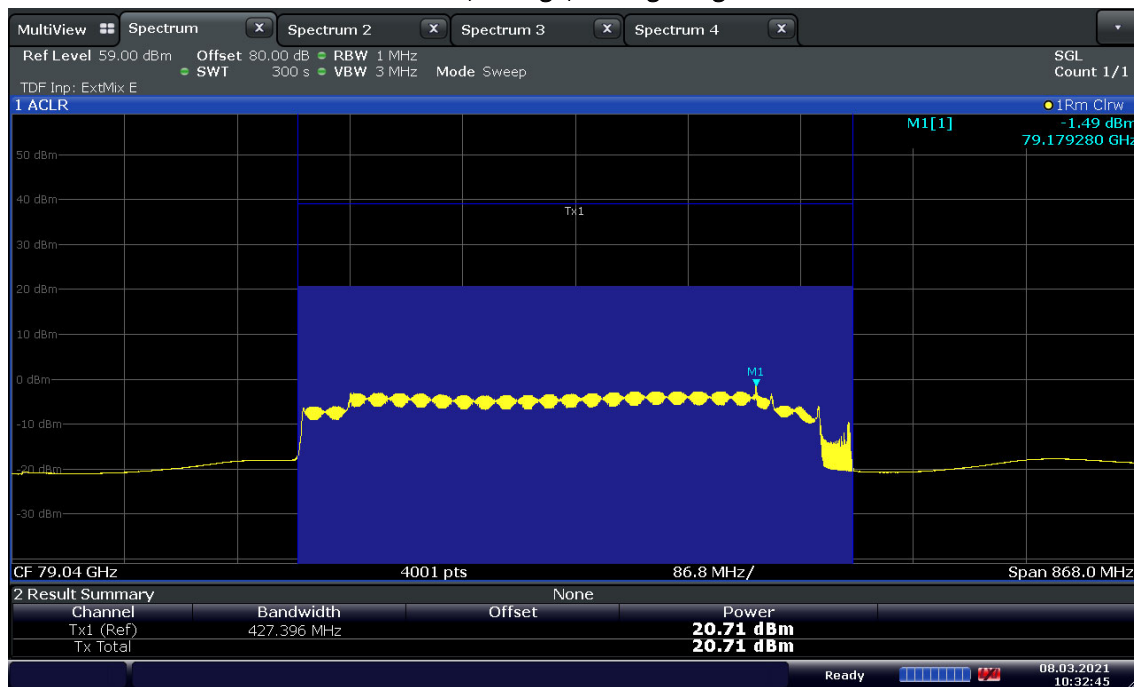 MultiView Spectrum X Spectrum 2 X Spectrum 3 X Spectrum 4 X
Ref Level 59.00 dBm Offset 80.00 dB RBW 1 MHz SGL
SWT 300 s VBW 3 MHz Mode Sweep Count 1/1
TDF Inp: ExtMix E
1 ACLR 1Rm Clrw
M1[1] -1.49 dBm
79.179280 GHz
50 dBm
40 dBm
Tx1
30 dBm
20 dBm
10 dBm
M1
0 dBm
-10 dBm
-20 dBm
-30 dBm
CF 79.04 GHz 4001 pts 86.8 MHz/ Span 868.0 MHz
2 Result Summary None
Channel Bandwidth Offset Power
Tx1 (Ref) 427.396 MHz 20.71 dBm
Tx Total 20.71 dBm
Ready 08.03.2021
10:32:45